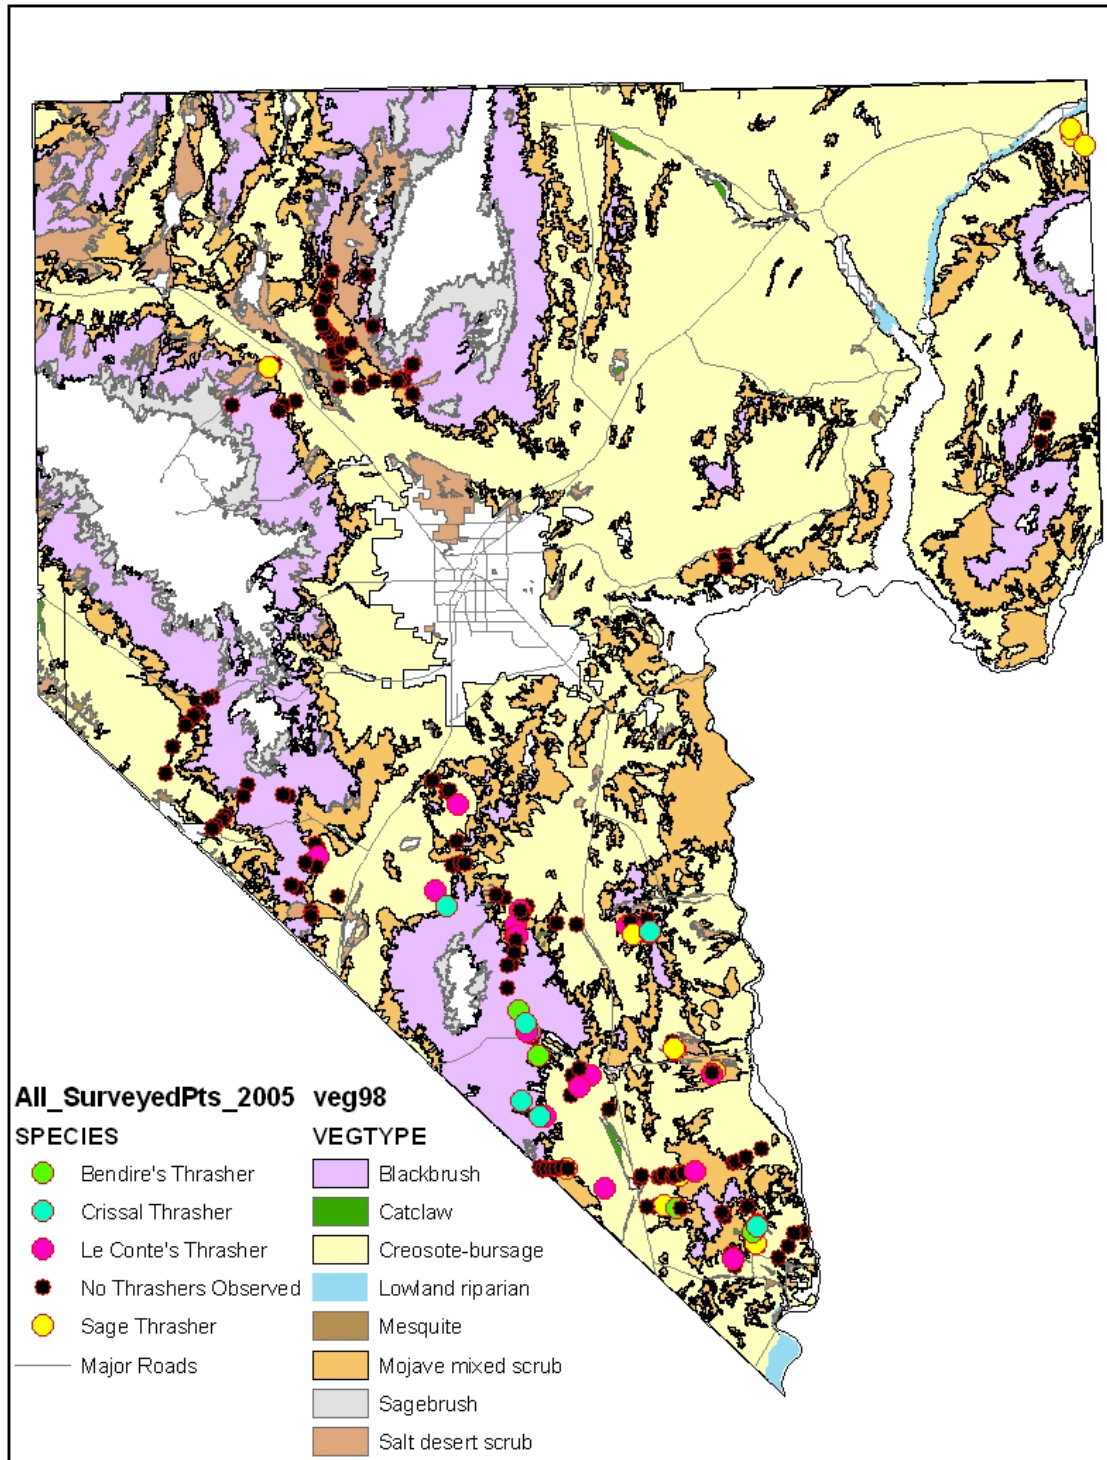 All_SurveyedPts_2005 veg98
SPECIES VEGTYPE
Bendire's Thrasher Blackbrush
Crissal Thrasher Catclaw
Le Conte's Thrasher Creosote-bursage
No Thrashers Observed Lowland riparian
Sage Thrasher Mesquite
Major Roads Mojave mixed scrub
Sagebrush
Salt desert scrub